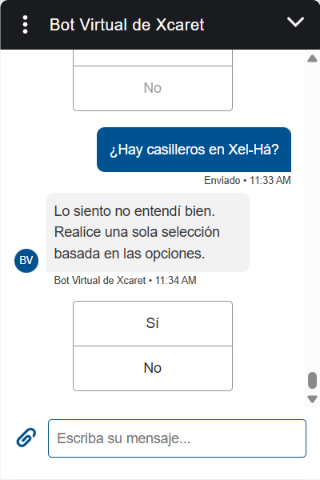 Bot Virtual de Xcaret
No
¿Hay casilleros en Xel-Há?
Enviado • 11:33 AM
Lo siento no entendí bien.
Realice una sola selección
basada en las opciones.
BV
Bot Virtual de Xcaret • 11:34 AM
Sí
No
Escriba su mensaje...